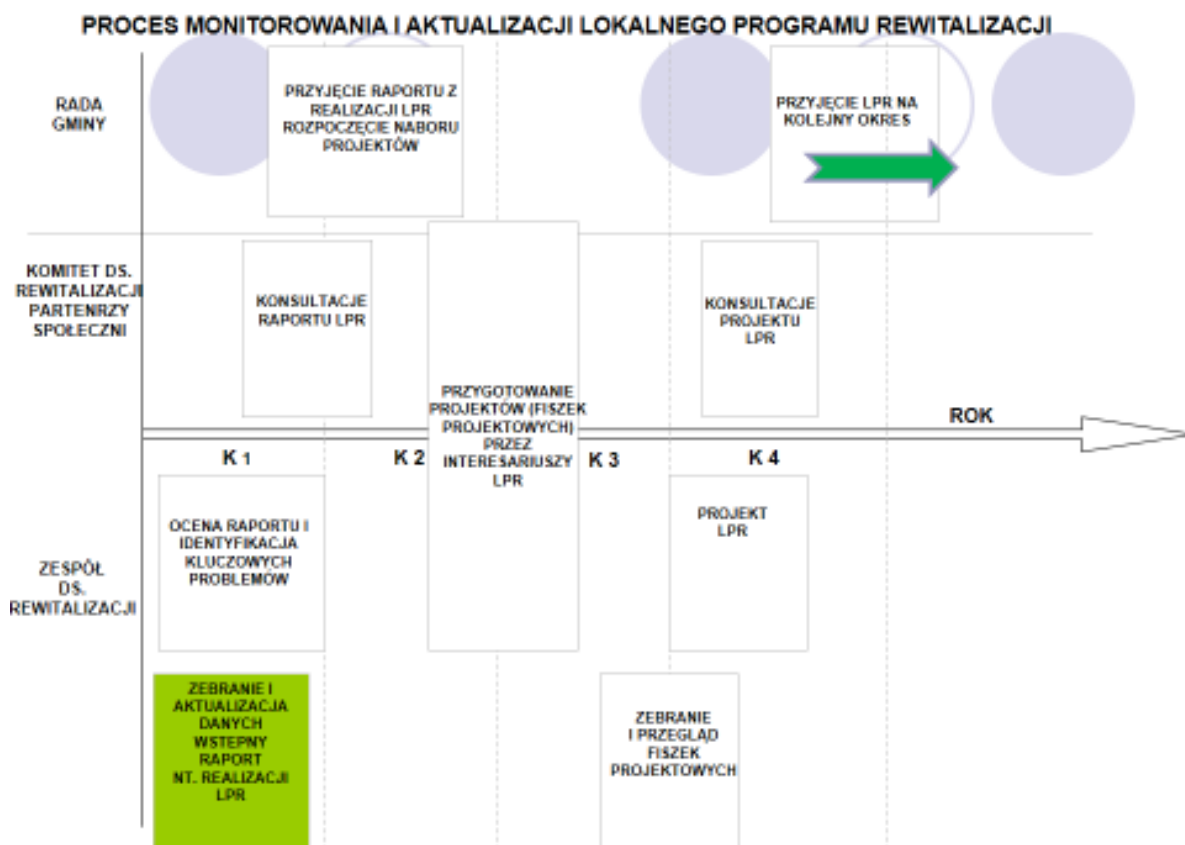 PROCES MONITOROWANIA I AKTUALIZACJI LOKALNEGO PROGRAMU REWITALIZACJI
RADA
GMINY
PRZYJĘCIE RAPORTU Z
REALIZACJI LPR
ROZPOCZĘCIE NABORU
PROJEKTÓW
PRZYJĘCIE LPR NA
KOLEJNY OKRES
KOMITET DS.
REWITALIZACJI
PARTENRZY
SPOŁECZNI
KONSULTACJE
RAPORTU LPR
PRZYGOTOWANIE
PROJEKTÓW (FISZEK
PROJEKTOWYCH)
PRZEZ
INTERESARIUSZY
LPR
KONSULTACJE
PROJEKTU
LPR
ROK
K 1
K 2
K 3
K 4
ZESPÓŁ
DS.
REWITALIZACJI
OCENA RAPORTU I
IDENTYFIKACJA
KLUCZOWYCH
PROBLEMÓW
PROJEKT
LPR
ZEBRANIE I
AKTUALIZACJA
DANYCH
WSTEPNY
RAPORT
NT. REALIZACJI
LPR
ZEBRANIE
I PRZEGLĄD
FISZEK
PROJEKTOWYCH